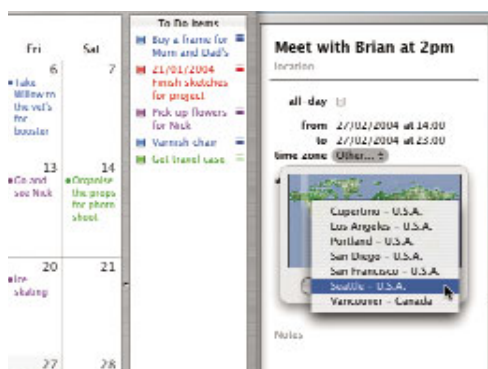 Fri Sat
6 7
Take
Willow to
the vet's
for
booster
13 14
Go and
see Nick
Organise
the props
for photo
shoot
20 21
Ice-
skating
27 28
To Do Items
Buy a frame for
Mum and Dad's
21/01/2004
Finish sketches
for project
Pick up flowers
for Nick
Varnish chair
Get travel case
Meet with Brian at 2pm
location
all-day
from 27/02/2004 at 14:00
to 27/02/2004 at 23:00
time zone Other...
Cupertino - U.S.A.
Los Angeles - U.S.A.
Portland - U.S.A.
San Diego - U.S.A.
San Francisco - U.S.A.
Seattle - U.S.A.
Vancouver - Canada
Notes